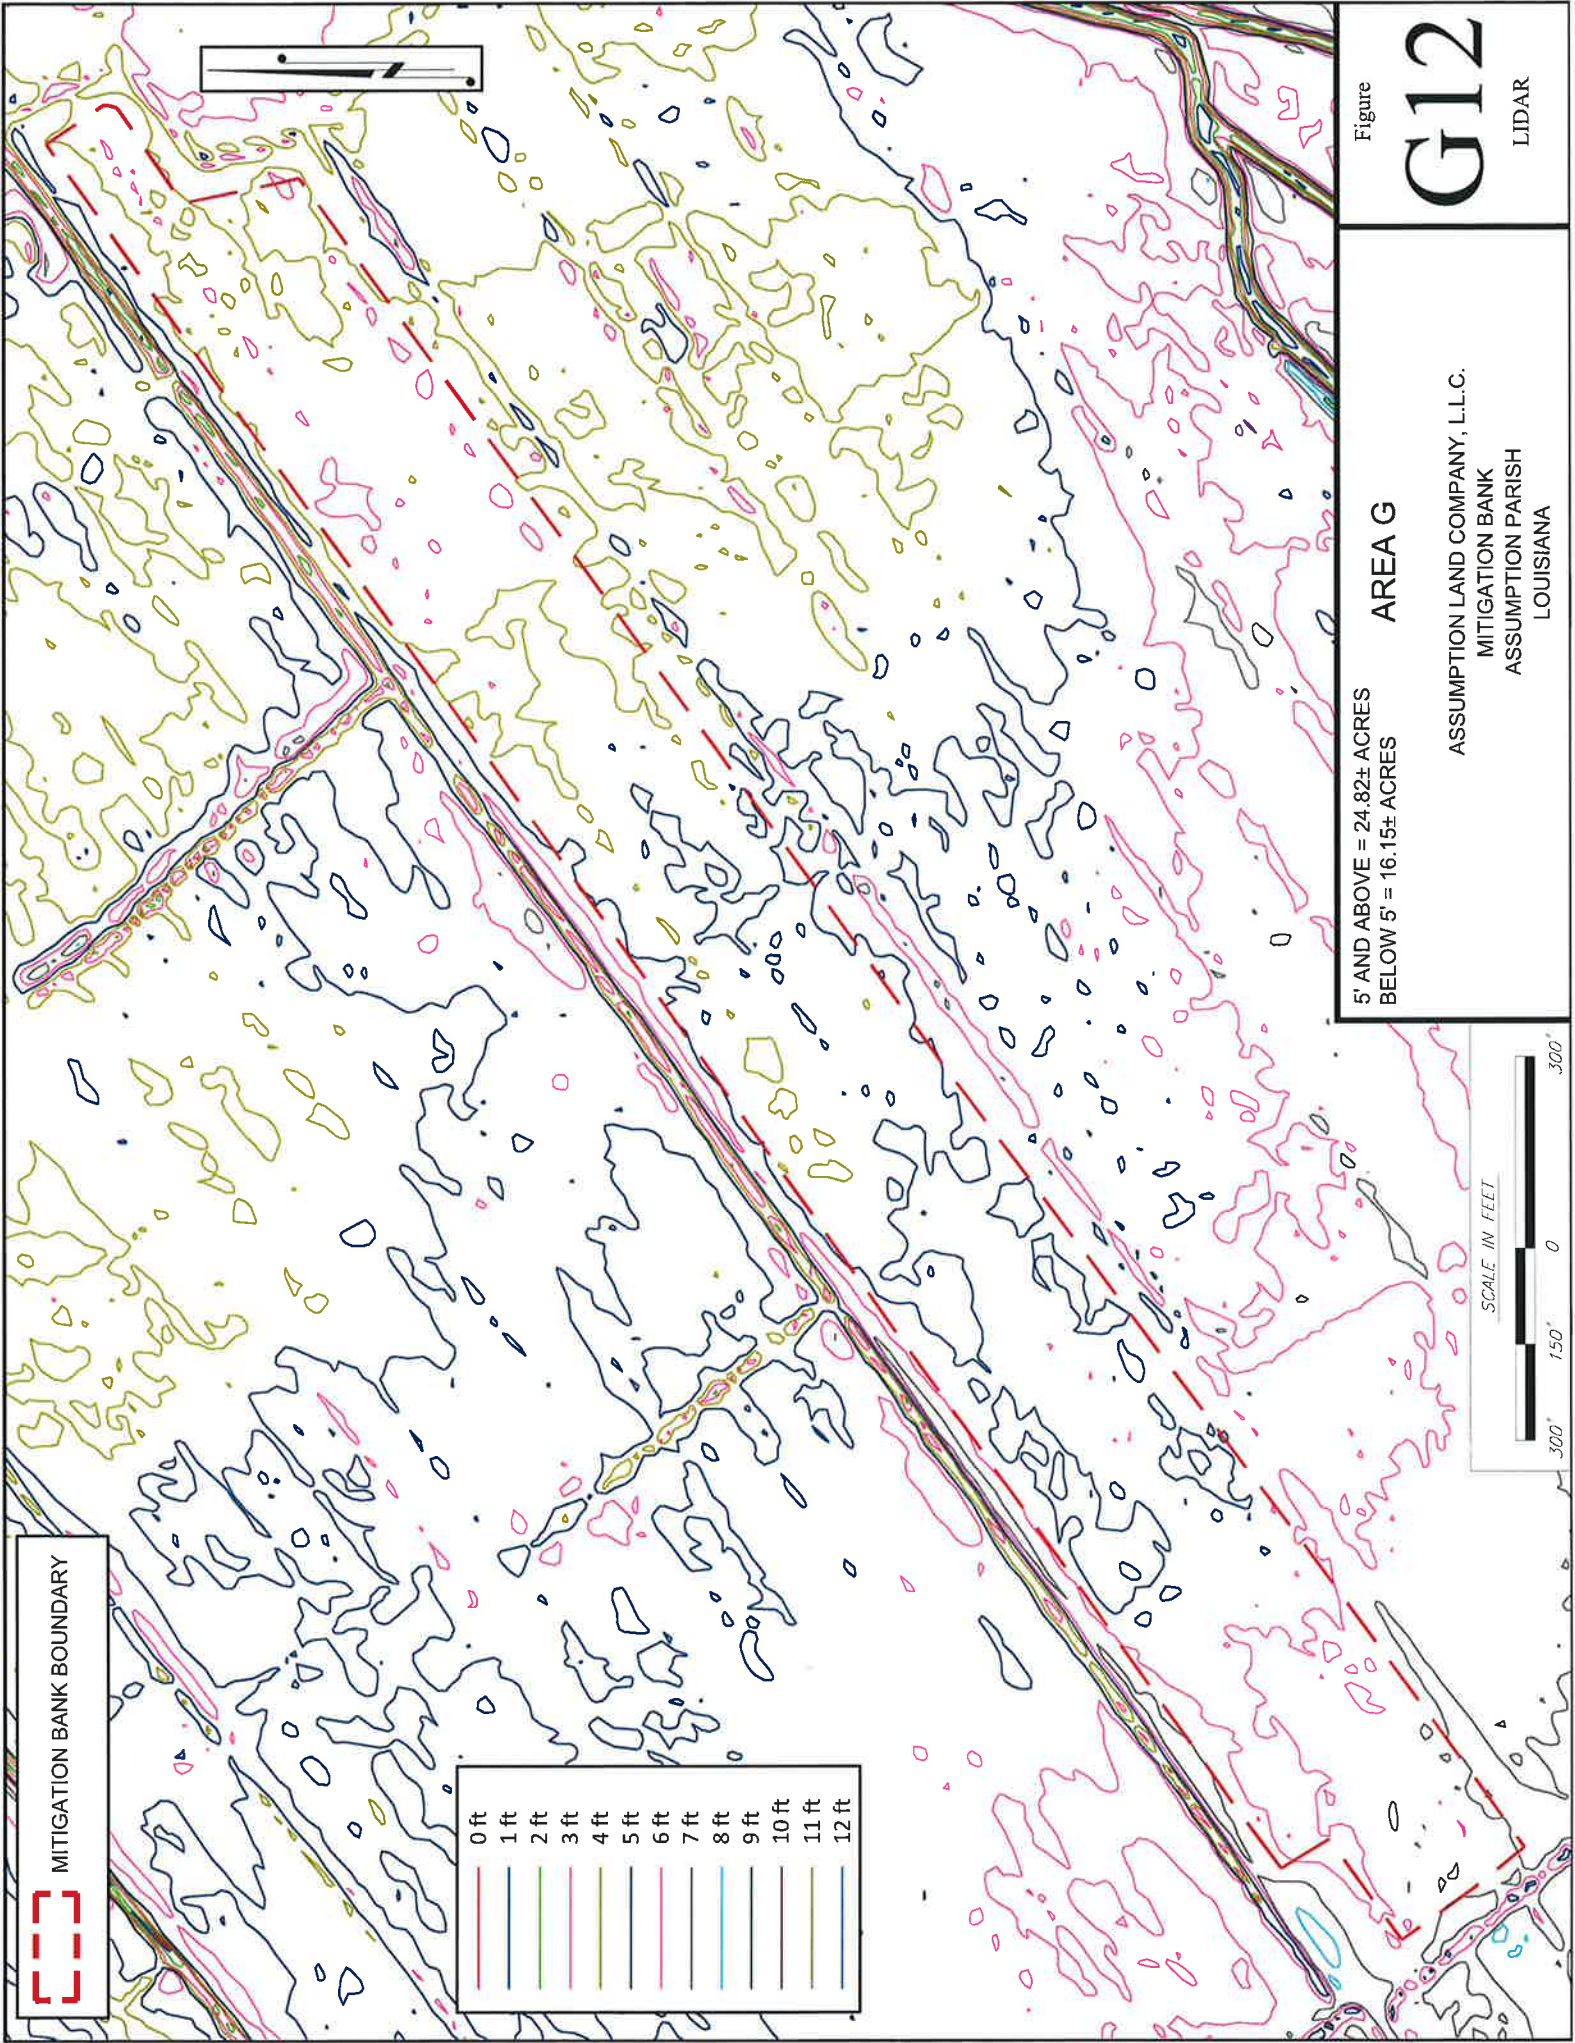 MITIGATION BANK BOUNDARY
0 ft
1 ft
2 ft
3 ft
4 ft
5 ft
6 ft
7 ft
8 ft
9 ft
10 ft
11 ft
12 ft
SCALE IN FEET
300' 150' 0 300'
5' AND ABOVE = 24.82± ACRES
BELOW 5' = 16.15± ACRES
AREA G
ASSUMPTION LAND COMPANY, L.L.C.
MITIGATION BANK
ASSUMPTION PARISH
LOUISIANA
Figure
G12
LIDAR